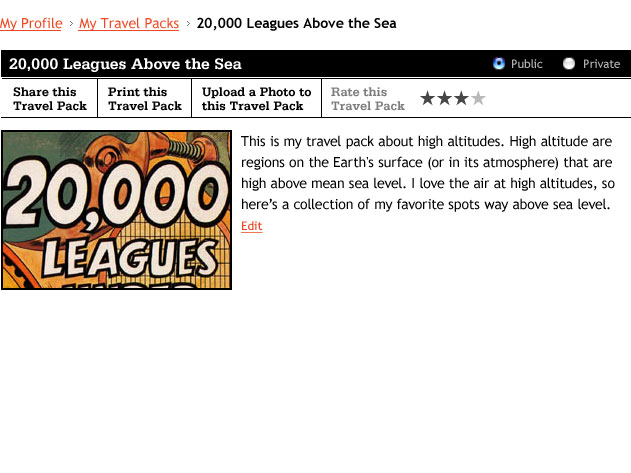 My Profile > My Travel Packs > 20,000 Leagues Above the Sea
20,000 Leagues Above the Sea Public Private
Share this
Travel Pack
Print this
Travel Pack
Upload a Photo to
this Travel Pack
Rate this
Travel Pack
This is my travel pack about high altitudes. High altitude are
regions on the Earth's surface (or in its atmosphere) that are
high above mean sea level. I love the air at high altitudes, so
here’s a collection of my favorite spots way above sea level.
Edit
20,000
LEAGUES